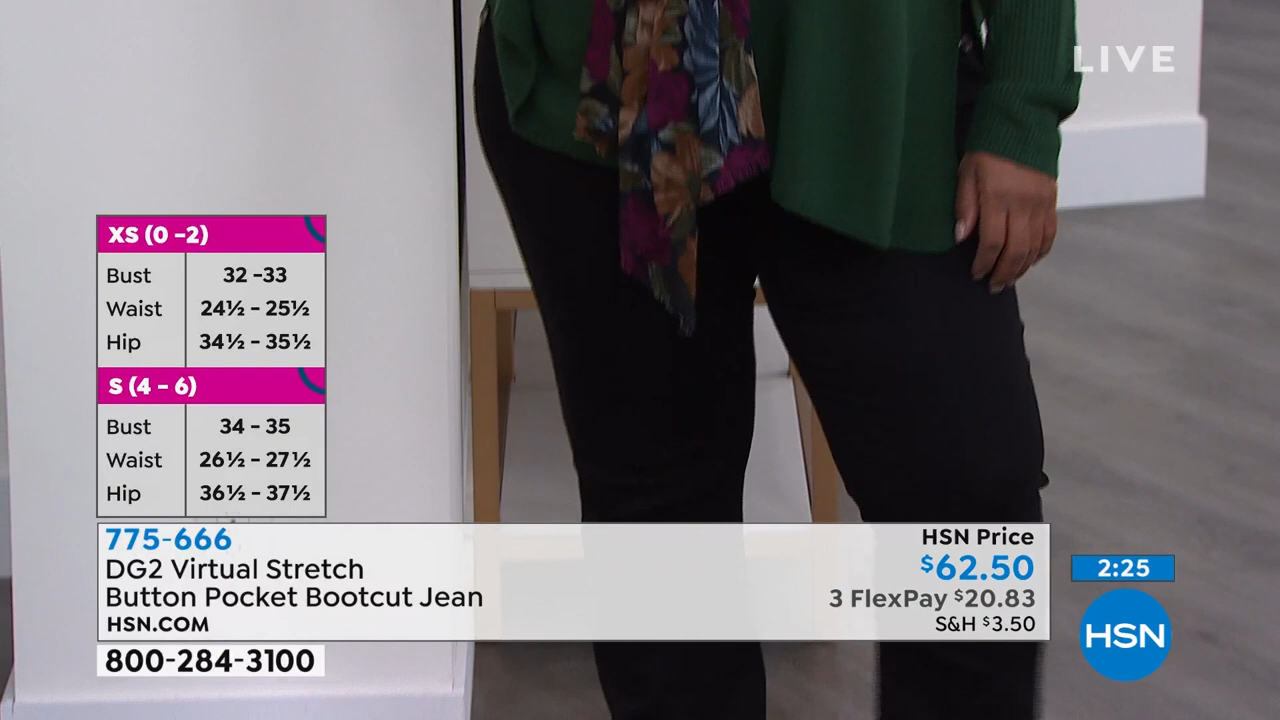 LIVE
XS (0 –2)
Bust 32 –33
Waist 24½ – 25½
Hip 34½ – 35½
S (4 – 6)
Bust 34 – 35
Waist 26½ – 27½
Hip 36½ – 37½
775-666
DG2 Virtual Stretch
Button Pocket Bootcut Jean
HSN.COM
800-284-3100
HSN Price
$62.50
3 FlexPay $20.83
S&H $3.50
2:25
HSN